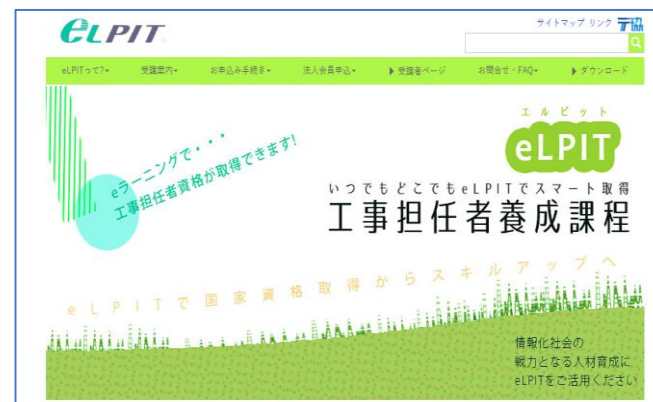 eLPIT
サイトマップ リンク
eLPITって?
受講案内
お申込み手続き
法人会員申込
受講者ページ
お問合せ・FAQ
ダウンロード
eラーニングで・・・
工事担任者資格が取得できます!
エルピット
eLPIT
いつでもどこでもeLPITでスマート取得
工事担任者養成課程
eLPITで国家資格取得からスキルアップへ
情報化社会の
戦力となる人材育成に
eLPITをご活用ください